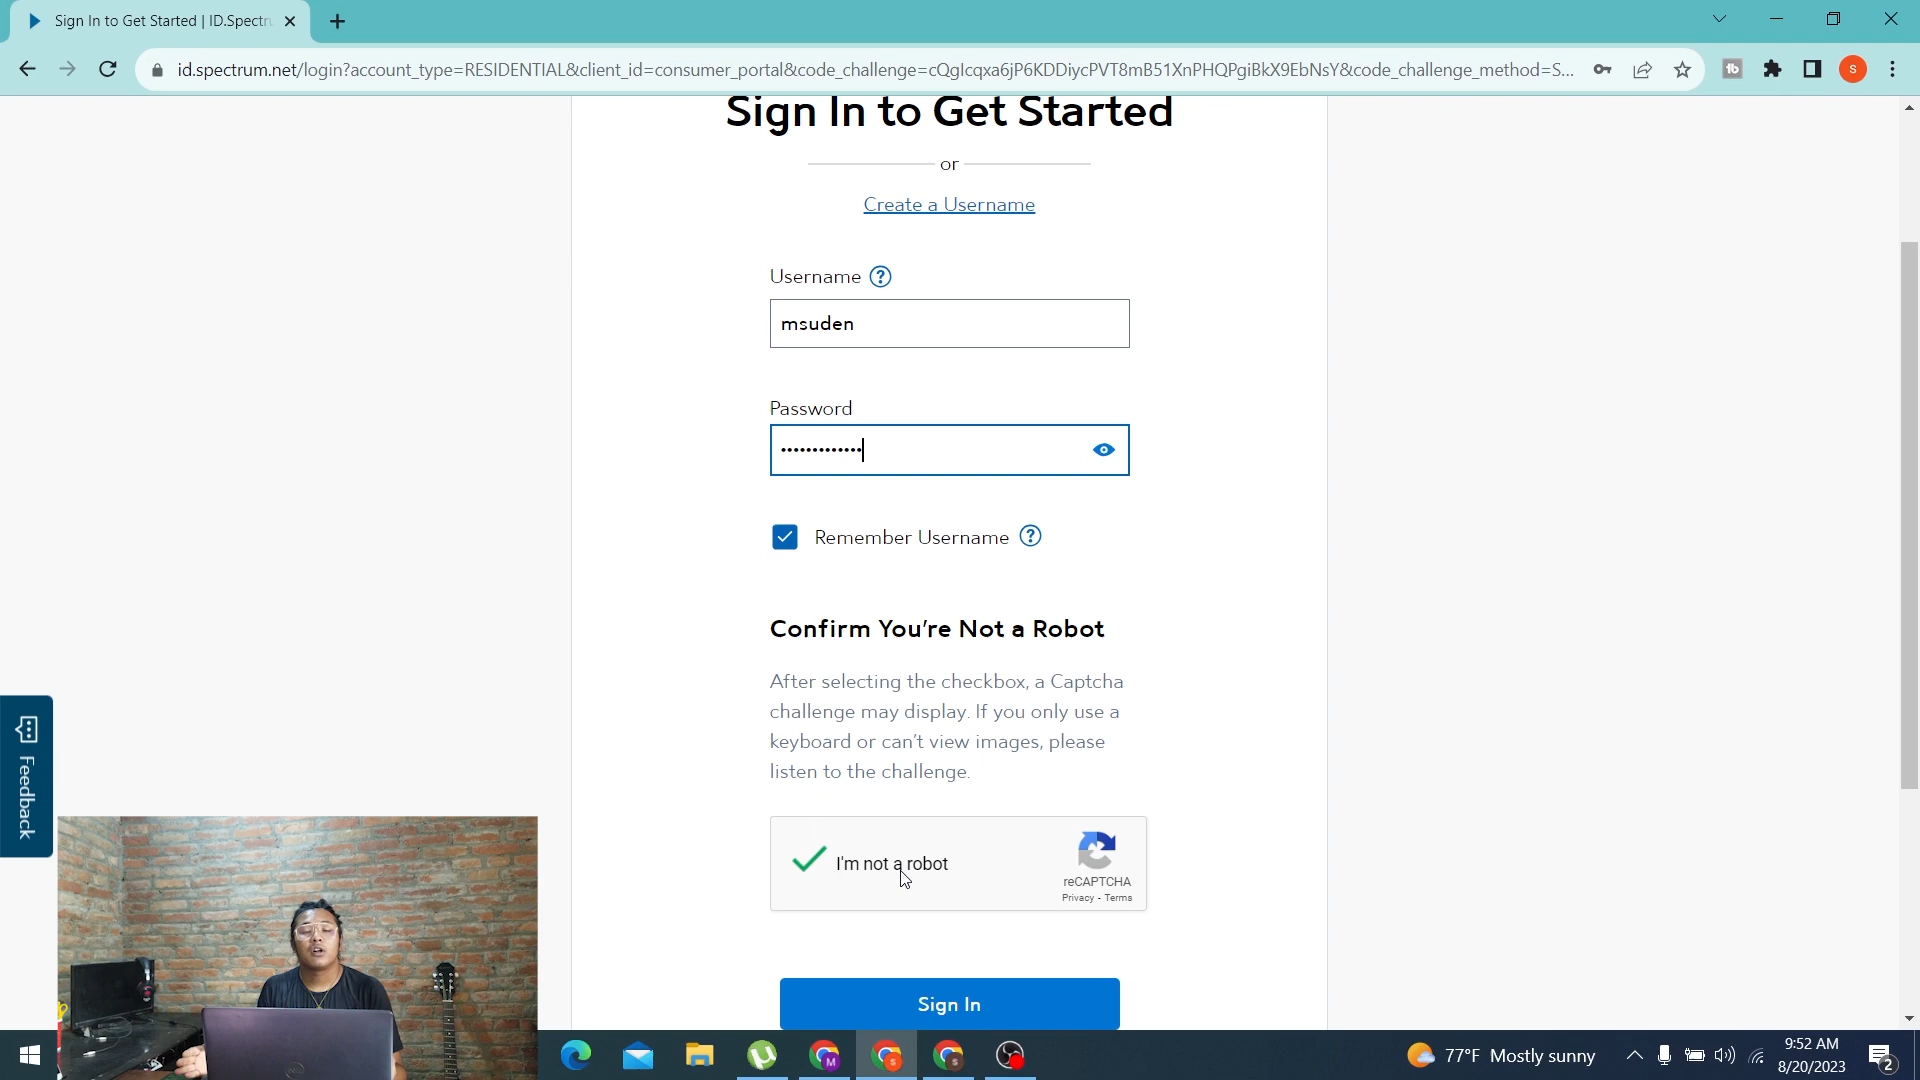 Sign In to Get Started | ID.Spectru
id.spectrum.net/login?account_type=RESIDENTIAL&client_id=consumer_portal&code_challenge=cQglcqxa6jP6KDDiycPVT8mB51XnPHQPgiBkX9EbNsY&code_challenge_method=S...
S
Sign In to Get Started
or
Create a Username
Username ?
msuden
Password
•••••••••••••
Remember Username ?
Confirm You're Not a Robot
After selecting the checkbox, a Captcha
challenge may display. If you only use a
keyboard or can't view images, please
listen to the challenge.
I'm not a robot
reCAPTCHA
Privacy - Terms
Sign In
Feedback
77°F Mostly sunny
9:52 AM
8/20/2023
2